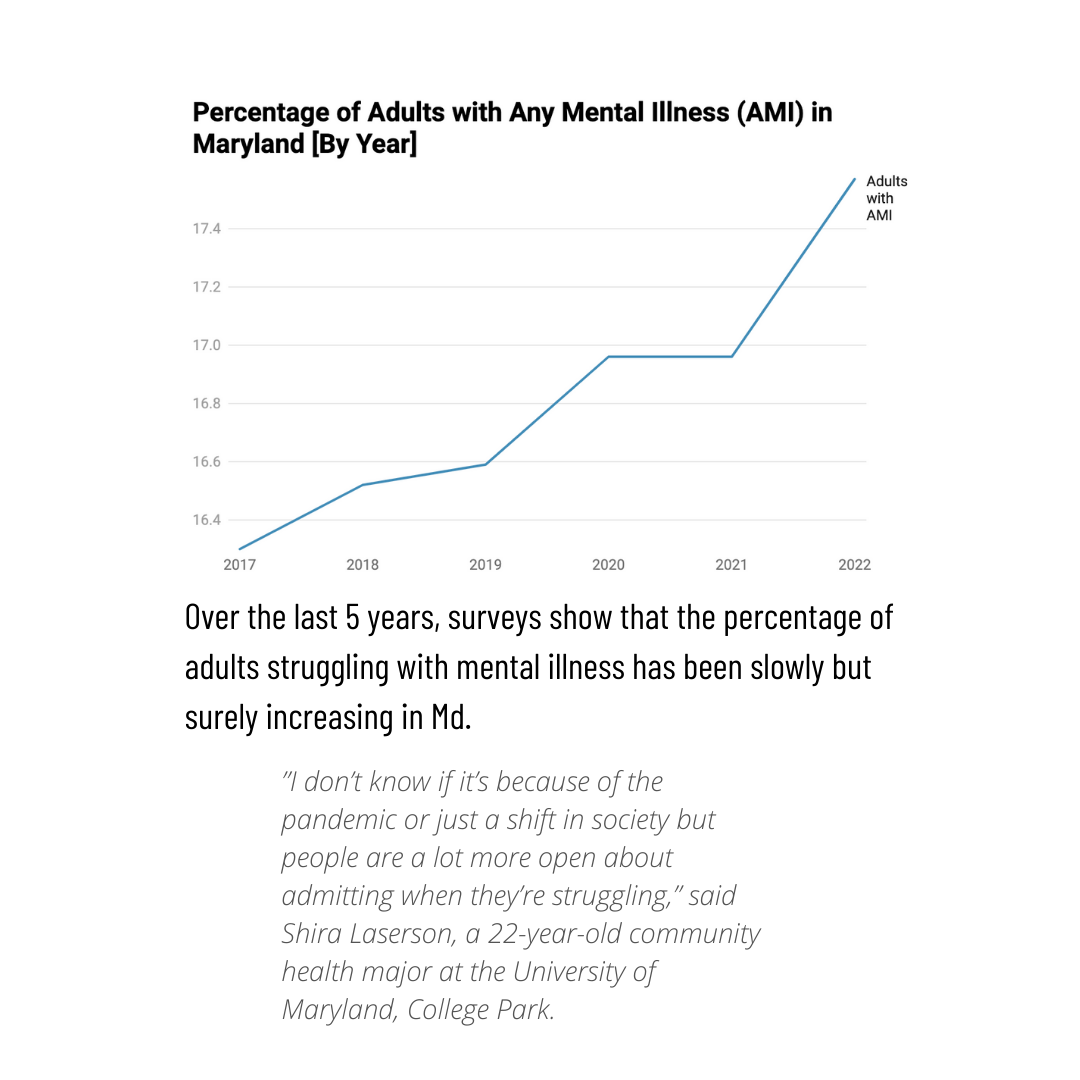 Percentage of Adults with Any Mental Illness (AMI) in
Maryland [By Year]
Adults
with
AMI
17.4
17.2
17.0
16.8
16.6
16.4
2017 2018 2019 2020 2021 2022
Over the last 5 years, surveys show that the percentage of
adults struggling with mental illness has been slowly but
surely increasing in Md.
"I don't know if it's because of the
pandemic or just a shift in society but
people are a lot more open about
admitting when they're struggling," said
Shira Laserson, a 22-year-old community
health major at the University of
Maryland, College Park.